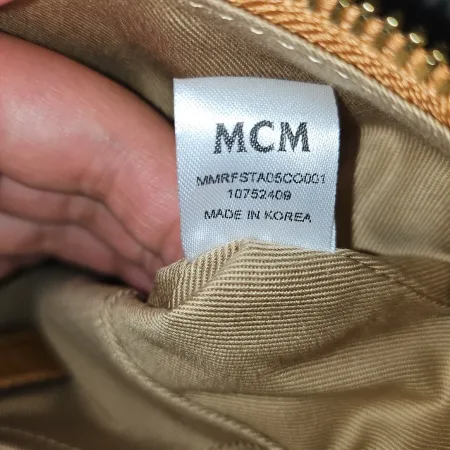 MCM
MMRFSTA05CO001
10752409
MADE IN KOREA